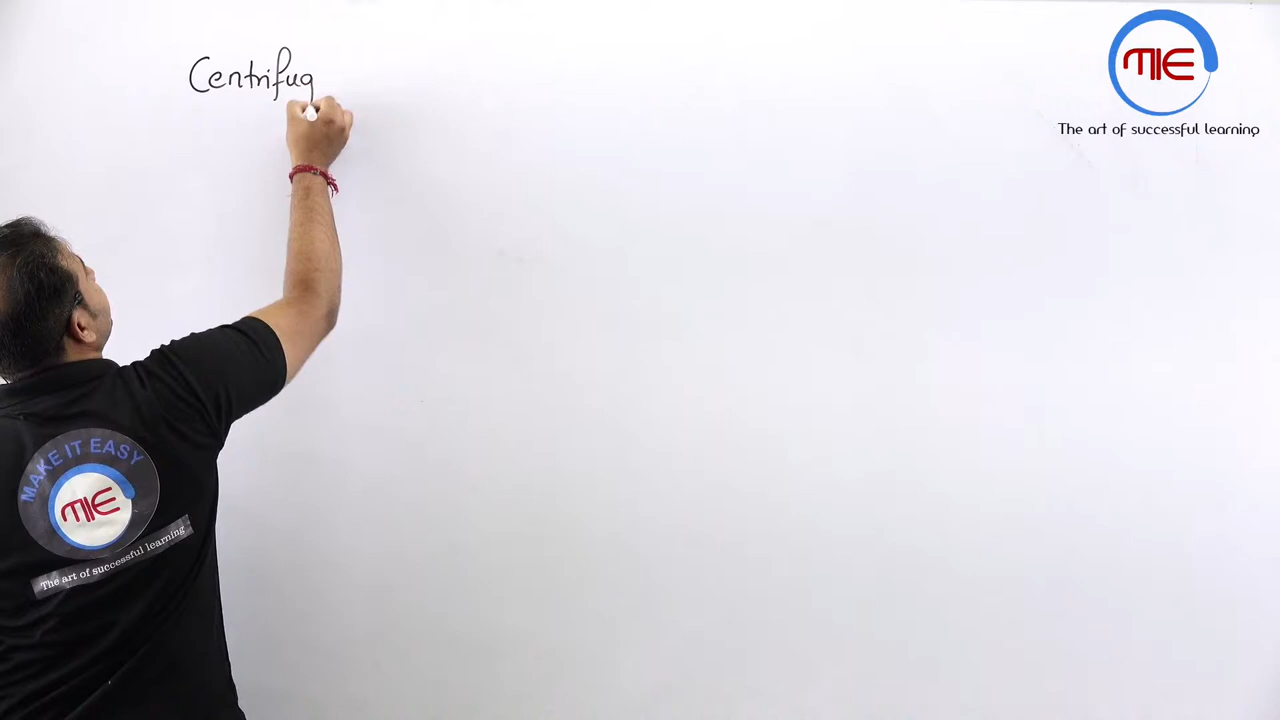 Centrifug
MIE
The art of successful learning
MAKE IT EASY
MIE
The art of successful learning